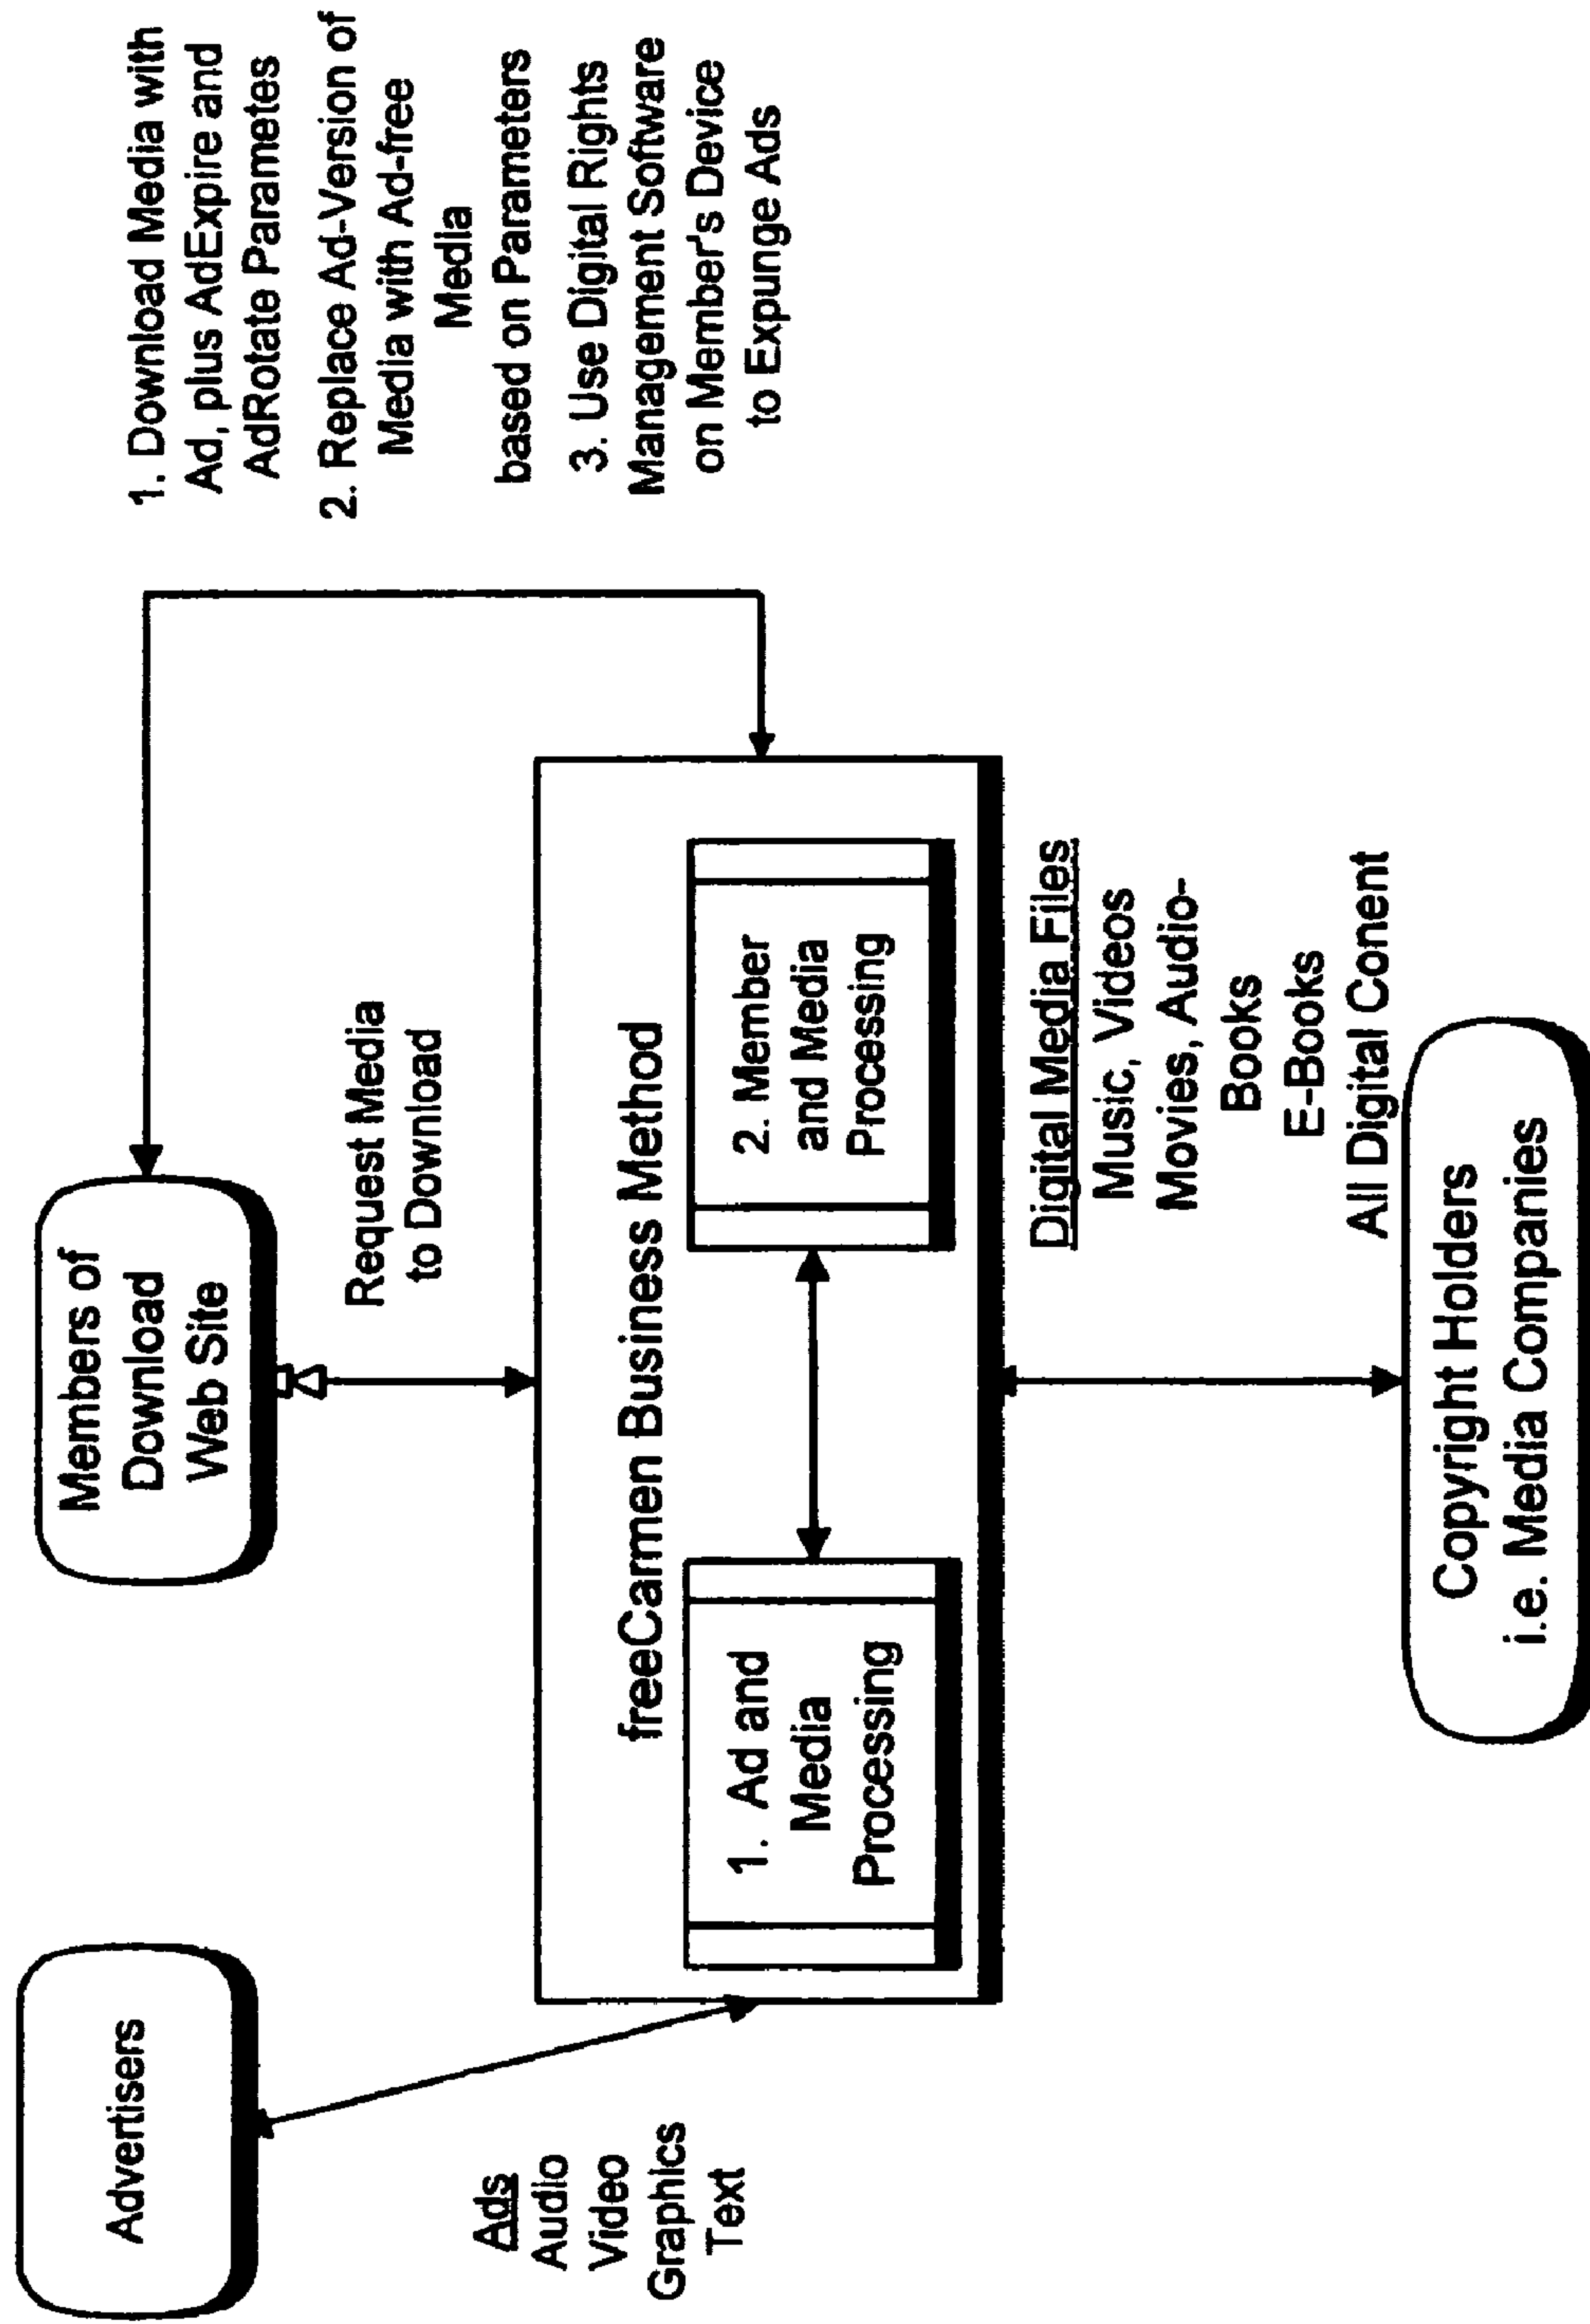 Advertisers
Members of
Download
Web Site
1. Download Media with
Ad, plus AdExpire and
AdRotate Parametes
2. Replace Ad-Version of
Media with Ad-free
Media
based on Parameters
3. Use Digital Rights
Management Software
on Member's Device
to Expunge Ads
Ads
Audio
Video
Graphics
Text
Request Media
to Download
freeCarmen Business Method
1. Ad and
Media
Processing
2. Member
and Media
Processing
Digital Media Files
Music, Videos
Movies, Audio-
Books
E-Books
All Digital Conent
Copyright Holders
i.e. Media Companies